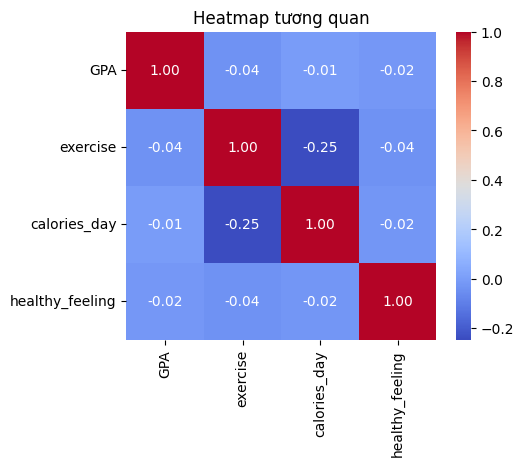 Heatmap tương quan
GPA 1.00 -0.04 -0.01 -0.02
exercise -0.04 1.00 -0.25 -0.04
calories_day -0.01 -0.25 1.00 -0.02
healthy_feeling -0.02 -0.04 -0.02 1.00
GPA exercise calories_day healthy_feeling
1.0
0.8
0.6
0.4
0.2
0.0
−0.2